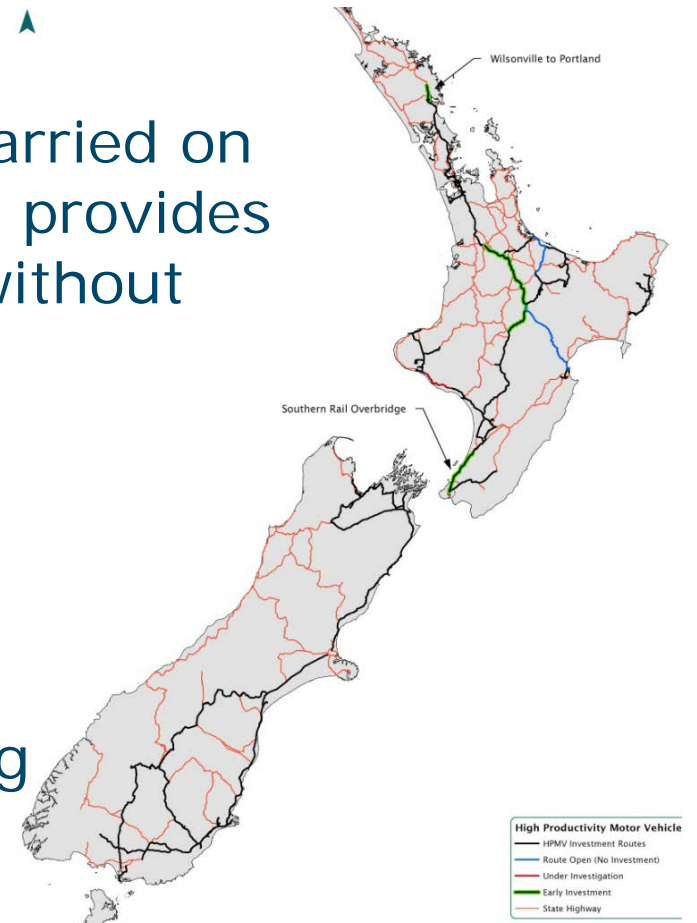 arried on
provides
without
g
Wilsonville to Portland
Southern Rail Overbridge
High Productivity Motor Vehicle
HPMV Investment Routes
Route Open (No Investment)
Under Investigation
Early Investment
State Highway